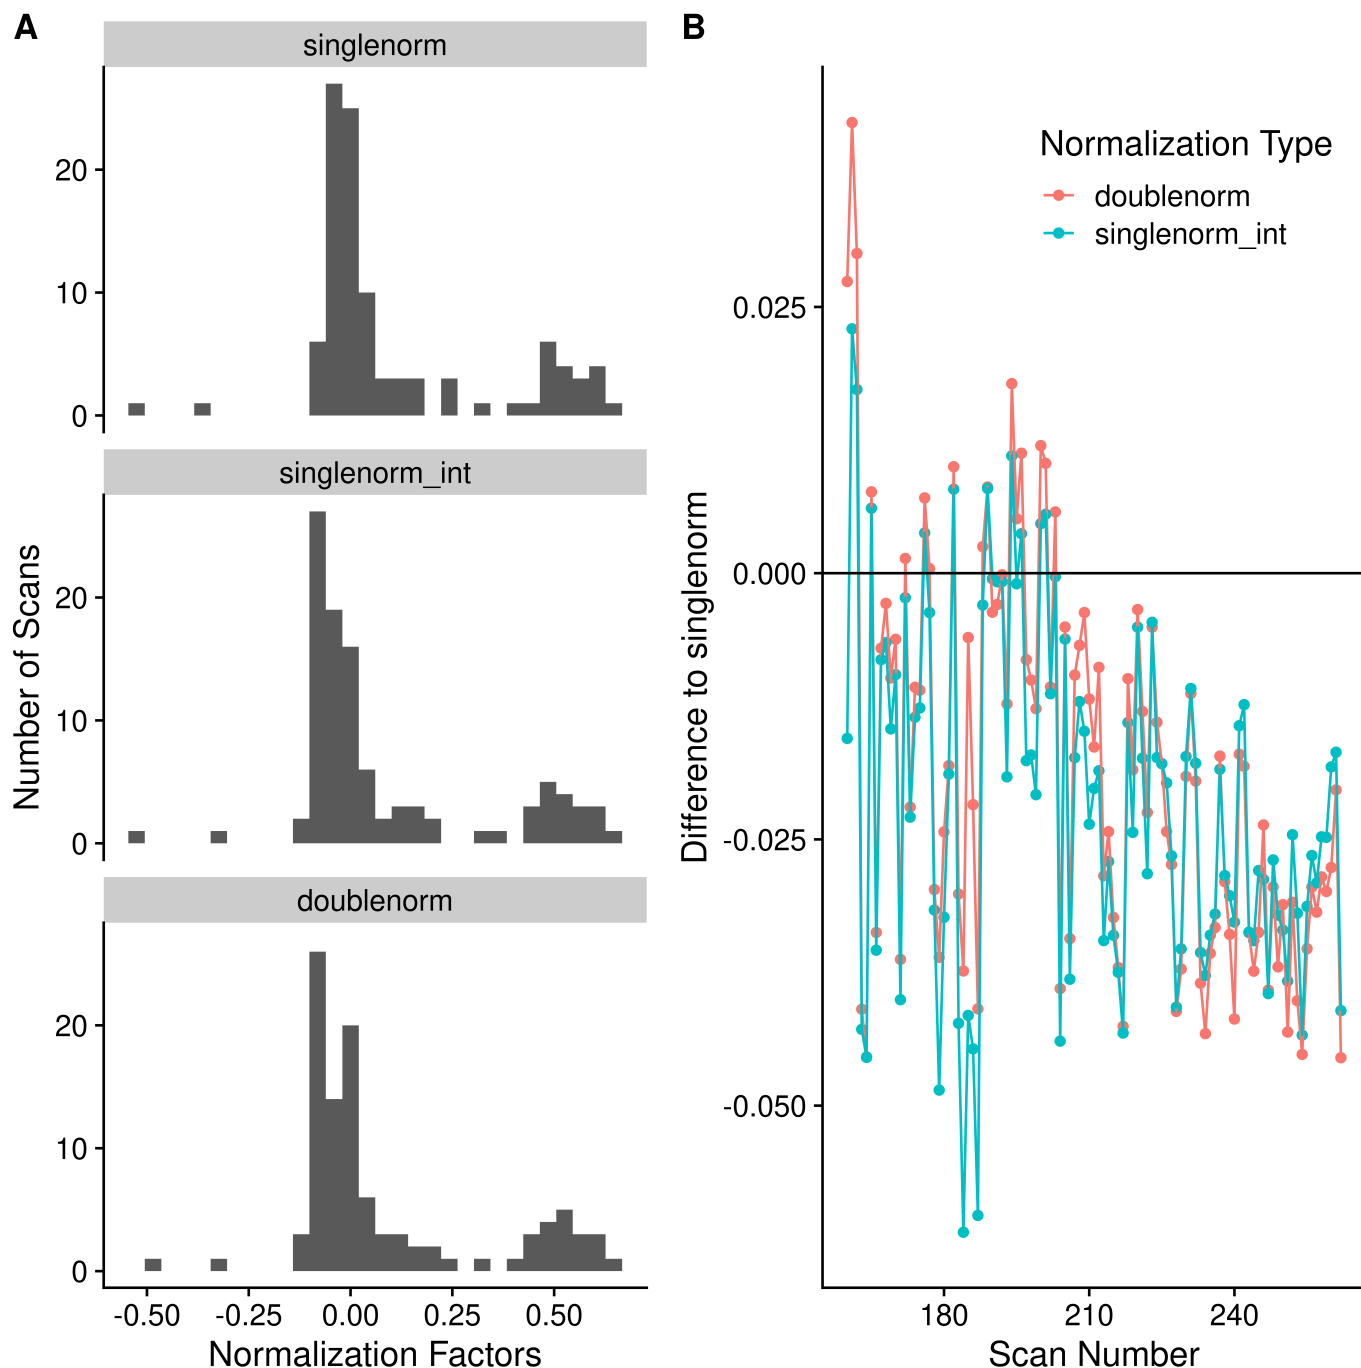 A
singlenorm
20
10
0
singlenorm_int
20
10
0
doublenorm
20
10
0
Number of Scans
-0.50 -0.25 0.00 0.25 0.50
Normalization Factors
B
Normalization Type
doublenorm
singlenorm_int
0.025
0.000
-0.025
-0.050
Difference to singlenorm
180 210 240
Scan Number